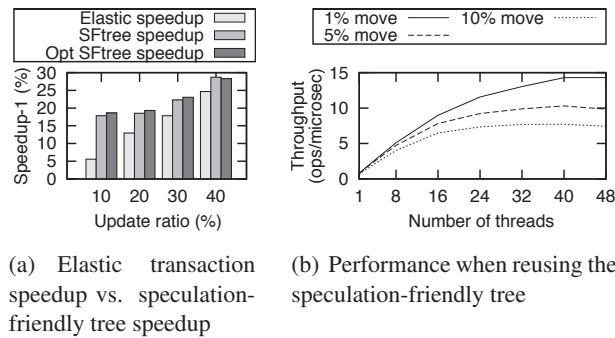 Elastic speedup
SFtree speedup
Opt SFtree speedup
Speedup-1 (%)
30
25
20
15
10
5
0
10 20 30 40
Update ratio (%)
(a) Elastic transaction
speedup vs. speculation-
friendly tree speedup
1% move
10% move
5% move
Throughput
(ops/microsec)
15
10
5
0
1 8 16 24 32 40 48
Number of threads
(b) Performance when reusing the
speculation-friendly tree